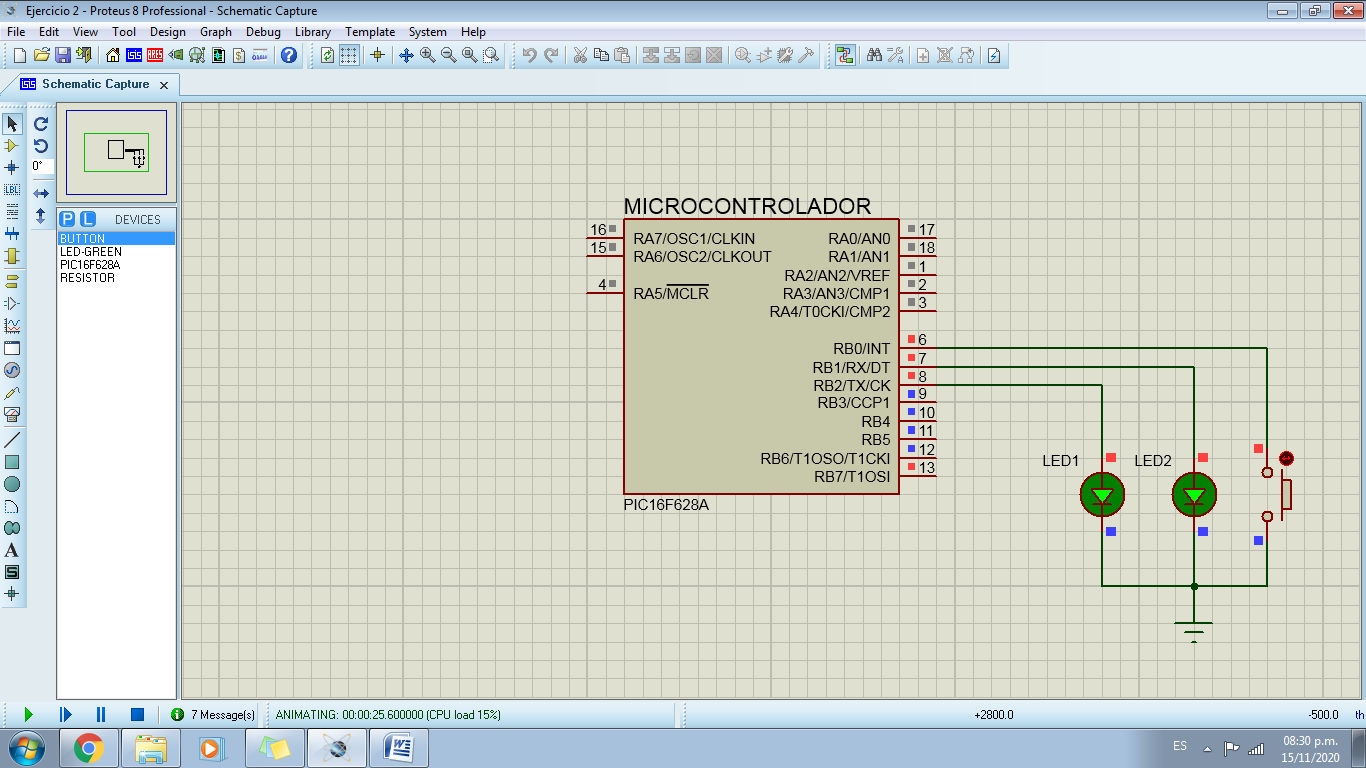 Ejercicio 2 - Proteus 8 Professional - Schematic Capture
File Edit View Tool Design Graph Debug Library Template System Help
Schematic Capture
0°
P L DEVICES
BUTTON
LED-GREEN
PIC16F628A
RESISTOR
LBL
A
S
MICROCONTROLADOR
16 RA7/OSC1/CLKIN RA0/AN0 17
15 RA6/OSC2/CLKOUT RA1/AN1 18
RA2/AN2/VREF 1
4 RA5/MCLR RA3/AN3/CMP1 2
RA4/T0CKI/CMP2 3
RB0/INT 6
RB1/RX/DT 7
RB2/TX/CK 8
RB3/CCP1 9
RB4 10
RB5 11
RB6/T1OSO/T1CKI 12
RB7/T1OSI 13
PIC16F628A
LED1 LED2
7 Message(s) ANIMATING: 00:00:25.600000 (CPU load 15%) +2800.0 -500.0 th
ES
08:30 p.m.
15/11/2020